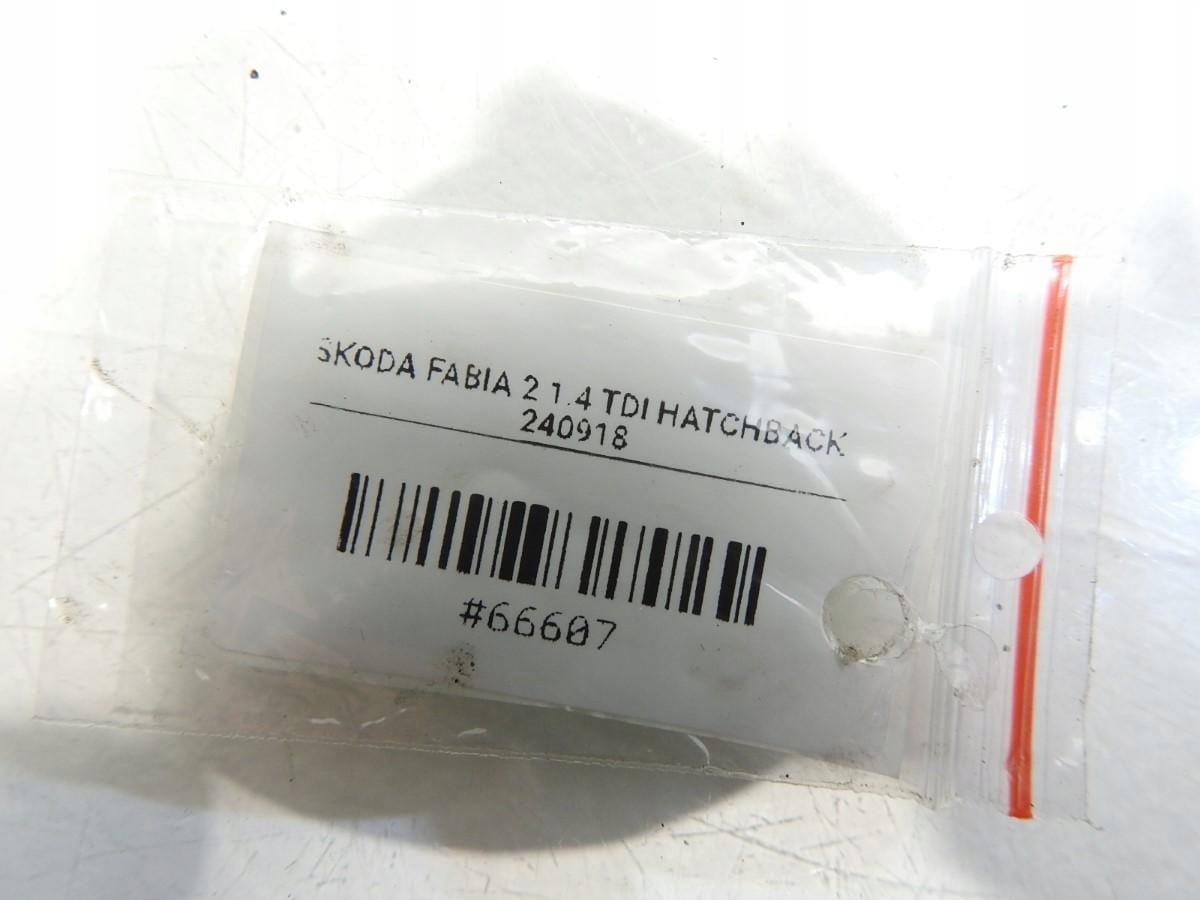 SKODA FABIA 2 1.4 TDI HATCHBACK
240918
#66607